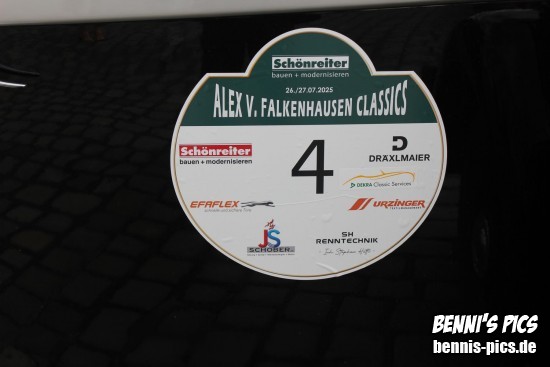 Schönreiter
bauen + modernisieren
26./27.07.2025
ALEX V. FALKENHAUSEN CLASSICS
Schönreiter
bauen + modernisieren
4
D
DRÄXLMAIER
DEKRA Classic Services
EFAFLEX
URZINGER
JS
SCHOBER
SH
RENNTECHNIK
BENNI'S PICS
bennis-pics.de